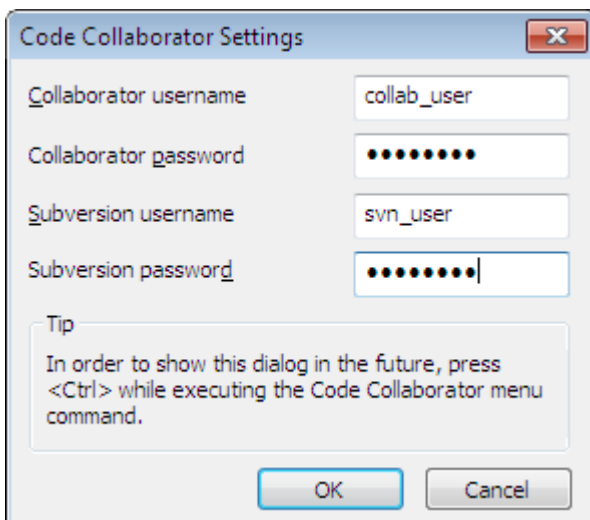 Code Collaborator Settings
Collaborator username collab_user
Collaborator password ●●●●●●●●
Subversion username svn_user
Subversion password ●●●●●●●●
Tip
In order to show this dialog in the future, press
<Ctrl> while executing the Code Collaborator menu
command.
OK Cancel